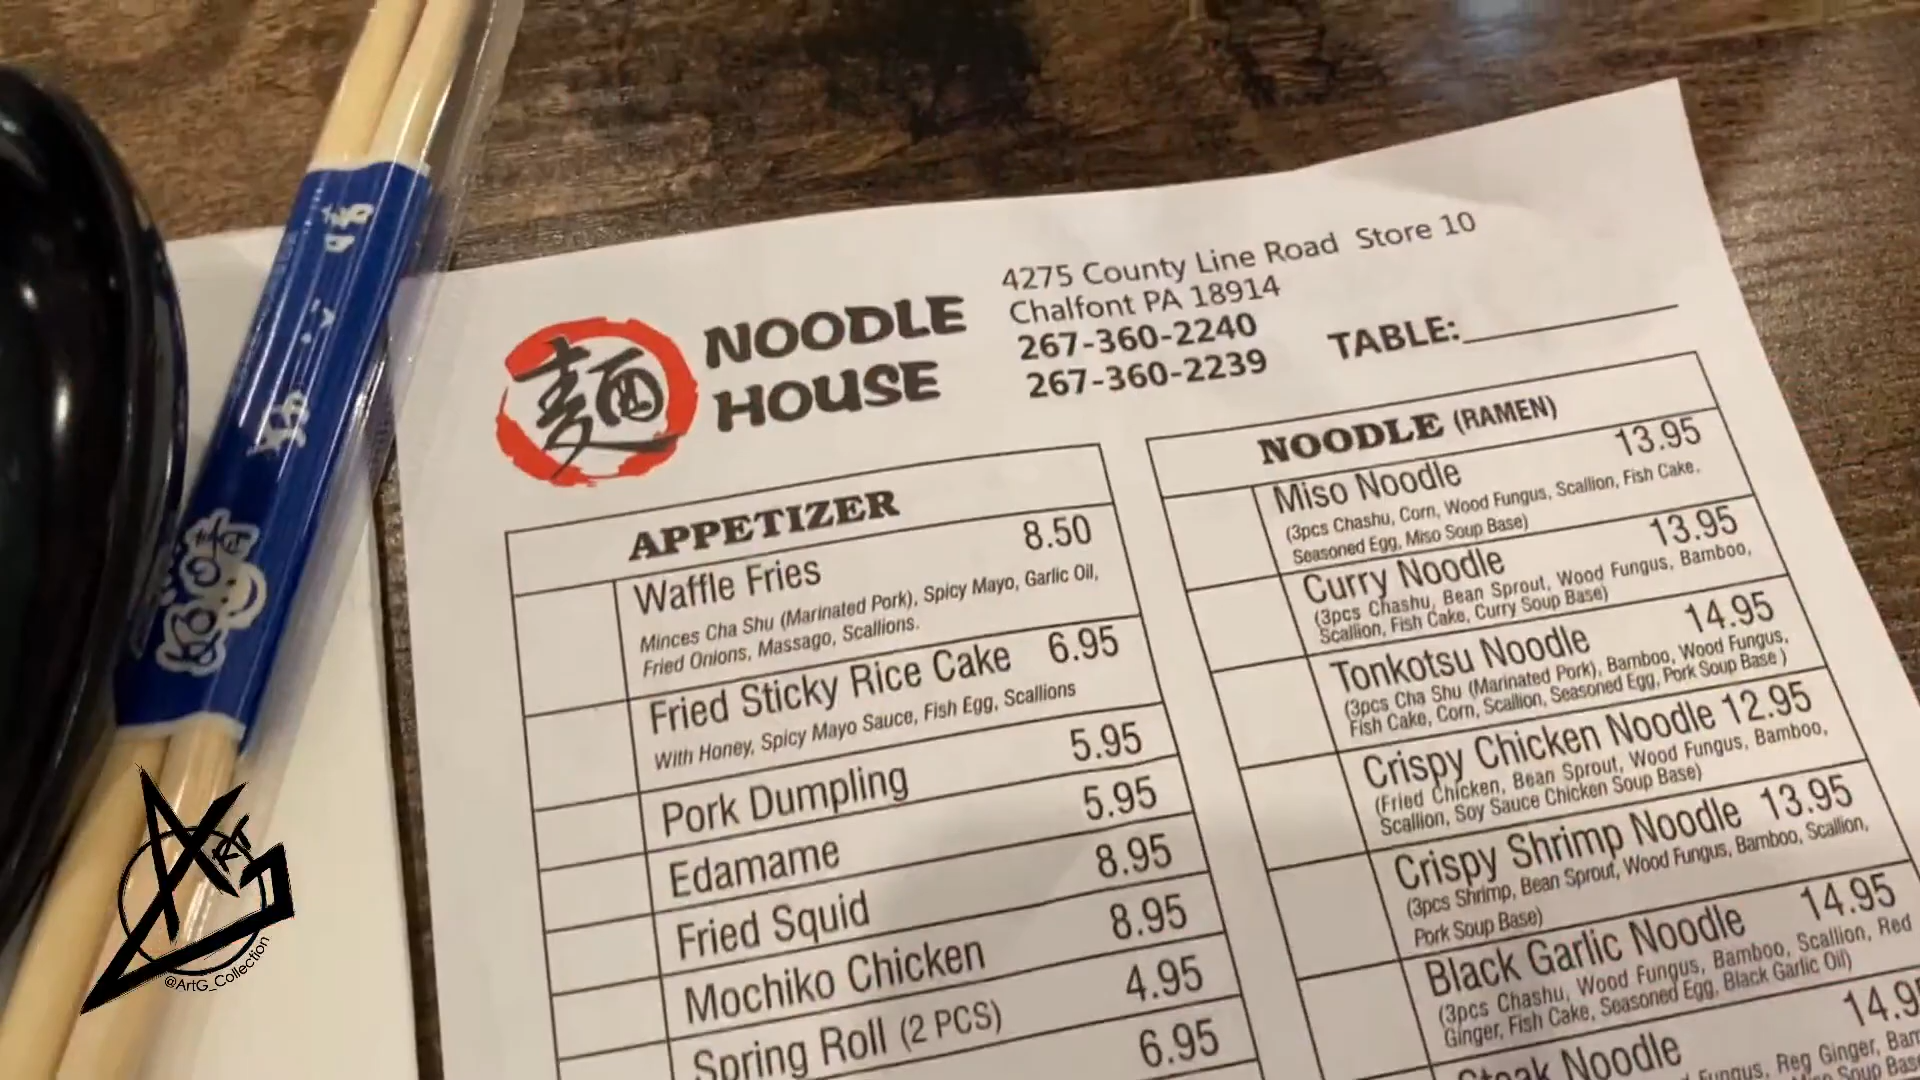 麺
NOODLE
HOUSE
4275 County Line Road Store 10
Chalfont PA 18914
267-360-2240
267-360-2239
TABLE:
APPETIZER
Waffle Fries 8.50
Minces Cha Shu (Marinated Pork), Spicy Mayo, Garlic Oil,
Fried Onions, Massago, Scallions.
Fried Sticky Rice Cake 6.95
With Honey, Spicy Mayo Sauce, Fish Egg, Scallions
Pork Dumpling 5.95
Edamame 5.95
Fried Squid 8.95
Mochiko Chicken 8.95
Spring Roll (2 PCS) 4.95
6.95
NOODLE (RAMEN)
Miso Noodle 13.95
(3pcs Chashu, Corn, Wood Fungus, Scallion, Fish Cake,
Seasoned Egg, Miso Soup Base)
Curry Noodle 13.95
(3pcs Chashu, Bean Sprout, Wood Fungus, Bamboo,
Scallion, Fish Cake, Curry Soup Base)
Tonkotsu Noodle 14.95
(3pcs Cha Shu (Marinated Pork), Bamboo, Wood Fungus,
Fish Cake, Corn, Scallion, Seasoned Egg, Pork Soup Base )
Crispy Chicken Noodle 12.95
(Fried Chicken, Bean Sprout, Wood Fungus, Bamboo,
Scallion, Soy Sauce Chicken Soup Base)
Crispy Shrimp Noodle 13.95
(3pcs Shrimp, Bean Sprout, Wood Fungus, Bamboo, Scallion,
Pork Soup Base)
Black Garlic Noodle 14.95
(3pcs Chashu, Wood Fungus, Bamboo, Scallion, Red
Ginger, Fish Cake, Seasoned Egg, Black Garlic Oil)
Steak Noodle 14.9
Reg Ginger,
Soup Base
ART
@ArtG_Collection